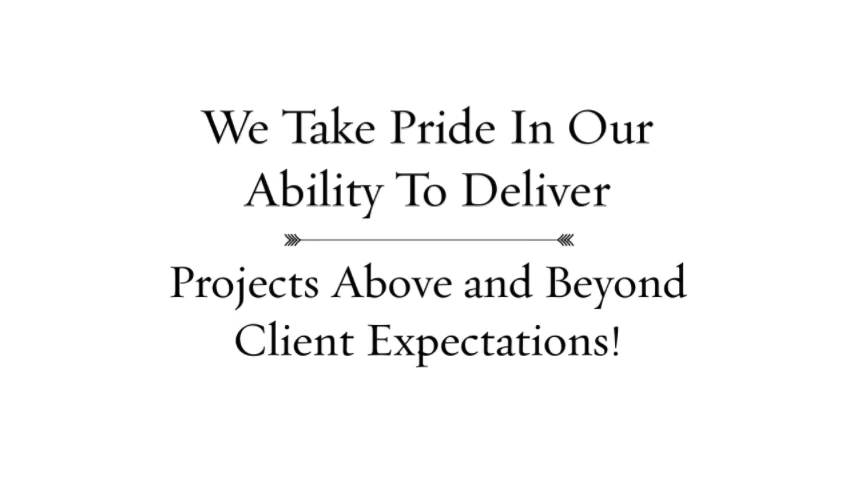 We Take Pride In Our
Ability To Deliver
Projects Above and Beyond
Client Expectations!